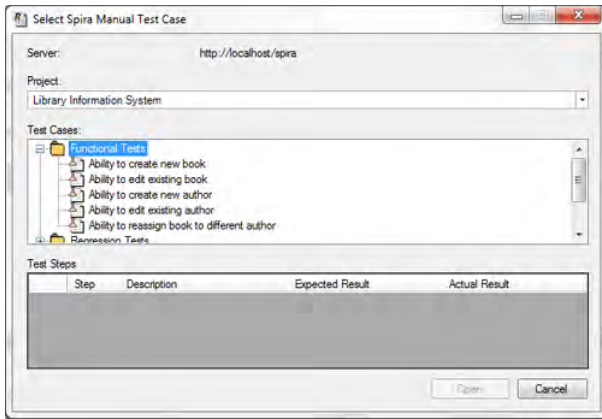 Select Spira Manual Test Case
Server: http://localhost/spira
Project:
Library Information System
Test Cases:
Functional Tests
Ability to create new book
Ability to edit existing book
Ability to create new author
Ability to edit existing author
Ability to reassign book to different author
Regression Tests
Test Steps
Step Description Expected Result Actual Result
Open Cancel